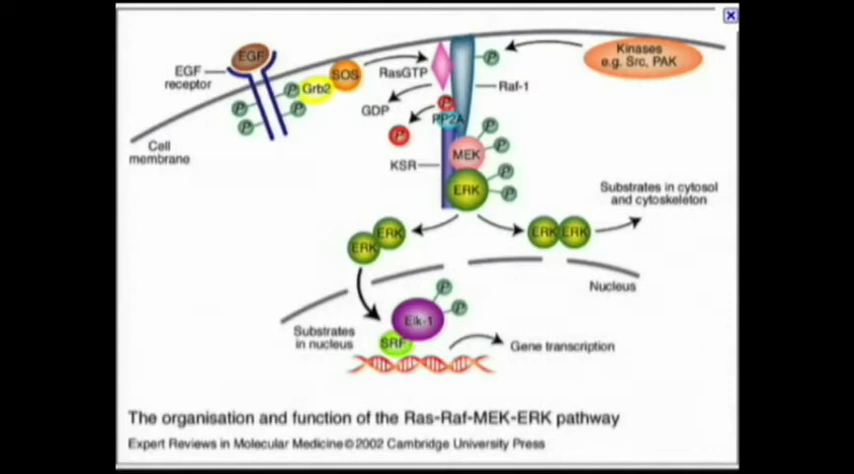 EGF
EGF
receptor
P
P
P
P
Grb2
SOS
RasGTP
GDP
P
P
PP2A
P
Raf-1
Kinases
e.g. Src, PAK
Cell
membrane
KSR
MEK
P
P
ERK
P
P
Substrates in cytosol
and cytoskeleton
ERK
ERK
ERK
ERK
Nucleus
P
P
Elk-1
SRF
Substrates
in nucleus
Gene transcription
The organisation and function of the Ras-Raf-MEK-ERK pathway
Expert Reviews in Molecular Medicine©2002 Cambridge University Press